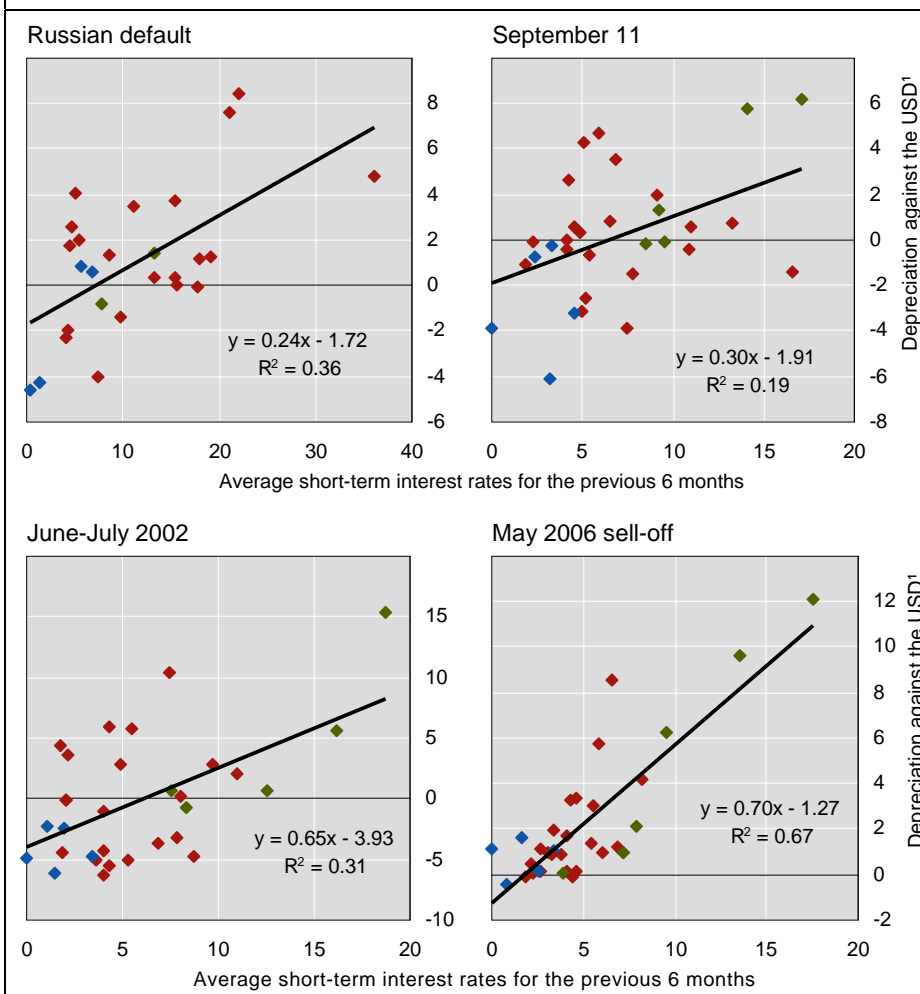 Russian default
8
6
4
2
0
-2
-4
-6
0 10 20 30 40
y = 0.24x - 1.72
R² = 0.36
September 11
6
4
2
0
-2
-4
-6
-8
0 5 10 15 20
y = 0.30x - 1.91
R² = 0.19
Depreciation against the USD¹
Average short-term interest rates for the previous 6 months
June-July 2002
15
10
5
0
-5
-10
0 5 10 15 20
y = 0.65x - 3.93
R² = 0.31
May 2006 sell-off
12
10
8
6
4
2
0
-2
0 5 10 15 20
y = 0.70x - 1.27
R² = 0.67
Depreciation against the USD¹
Average short-term interest rates for the previous 6 months